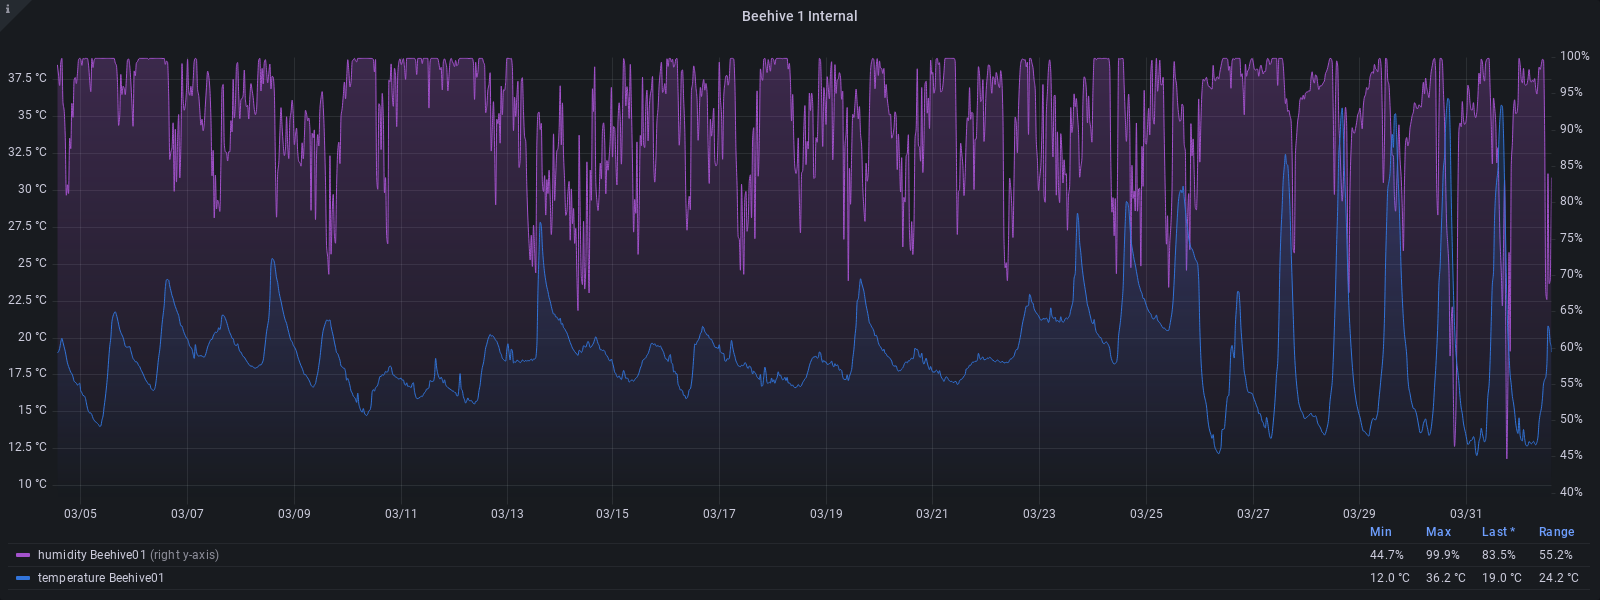 i
Beehive 1 Internal
37.5 °C
35 °C
32.5 °C
30 °C
27.5 °C
25 °C
22.5 °C
20 °C
17.5 °C
15 °C
12.5 °C
10 °C
100%
95%
90%
85%
80%
75%
70%
65%
60%
55%
50%
45%
40%
03/05 03/07 03/09 03/11 03/13 03/15 03/17 03/19 03/21 03/23 03/25 03/27 03/29 03/31
Min Max Last * Range
humidity Beehive01 (right y-axis) 44.7% 99.9% 83.5% 55.2%
temperature Beehive01 12.0 °C 36.2 °C 19.0 °C 24.2 °C